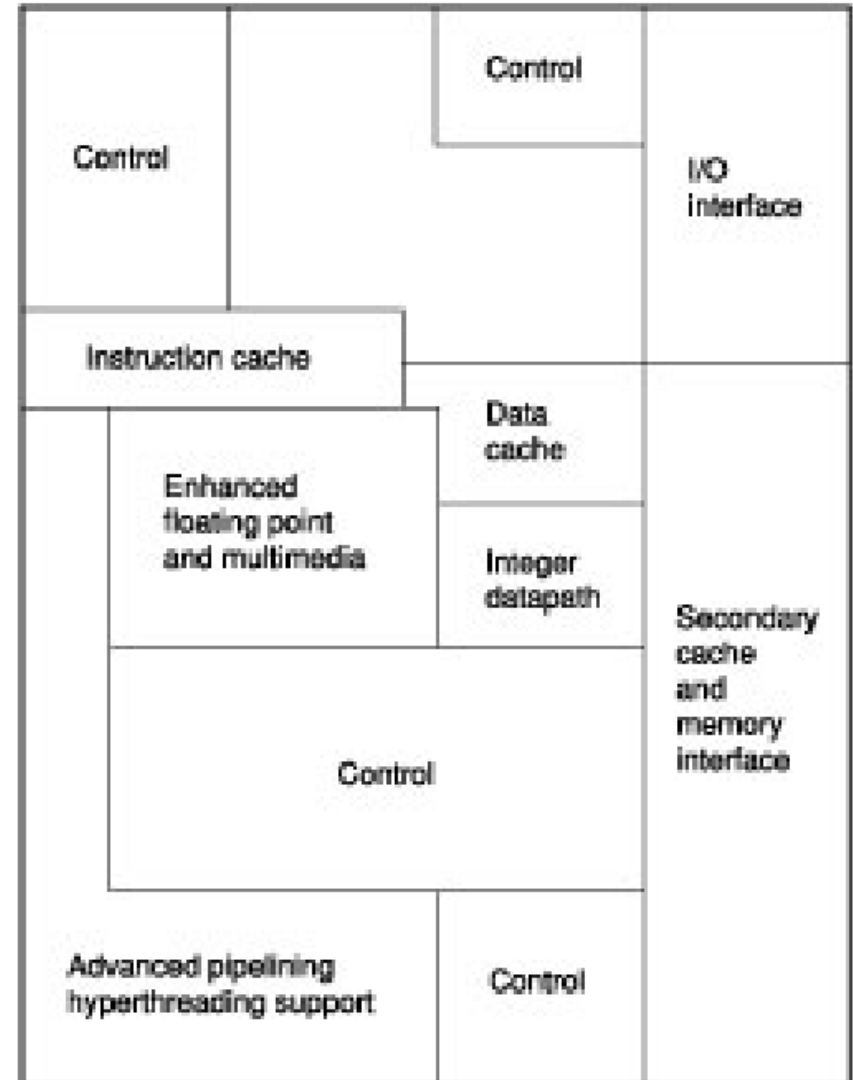 Control
Control
I/O
interface
Instruction cache
Data
cache
Enhanced
floating point
and multimedia
Integer
datapath
Secondary
cache
and
memory
interface
Control
Advanced pipelining
hyperthreading support
Control